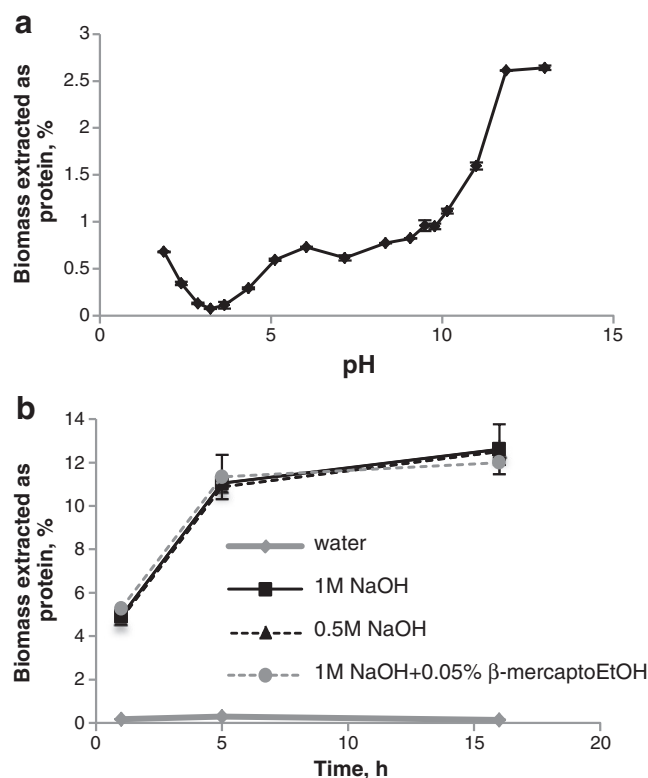 a
Biomass extracted as
protein, %
3
2.5
2
1.5
1
0.5
0
0
5
10
15
pH
b
Biomass extracted as
protein, %
14
12
10
8
6
4
2
0
water
1M NaOH
0.5M NaOH
1M NaOH+0.05% β-mercaptoEtOH
0
5
10
15
20
Time, h